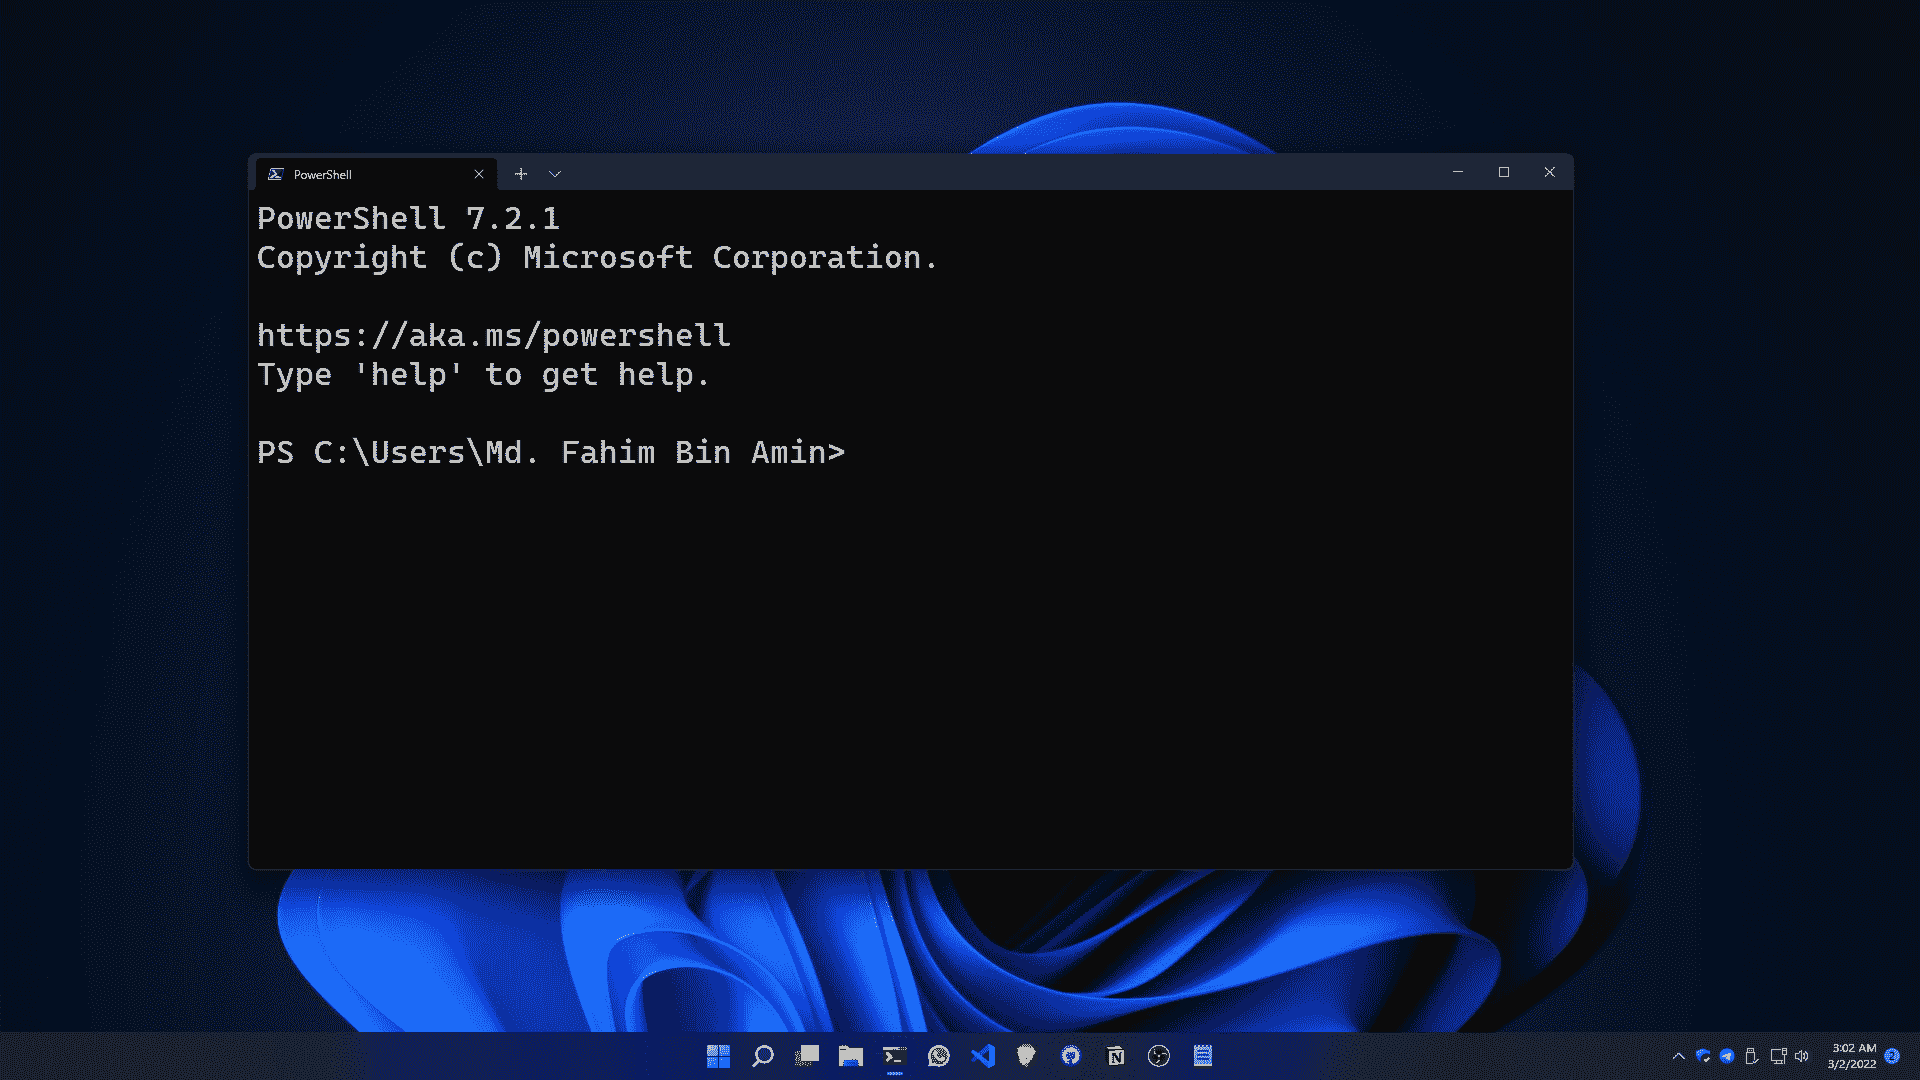 PowerShell
PowerShell 7.2.1
Copyright (c) Microsoft Corporation.
https://aka.ms/powershell
Type 'help' to get help.
PS C:\Users\Md. Fahim Bin Amin>
3:02 AM
3/2/2022
2